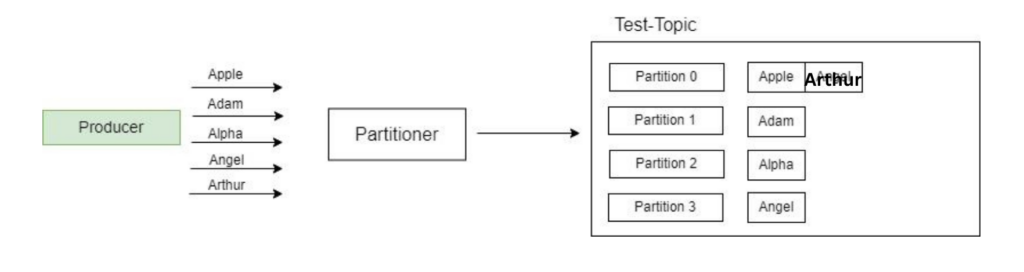 Test-Topic
Apple
Adam
Alpha
Angel
Arthur
Producer
Partitioner
Partition 0
Apple
Arthur
Partition 1
Adam
Partition 2
Alpha
Partition 3
Angel